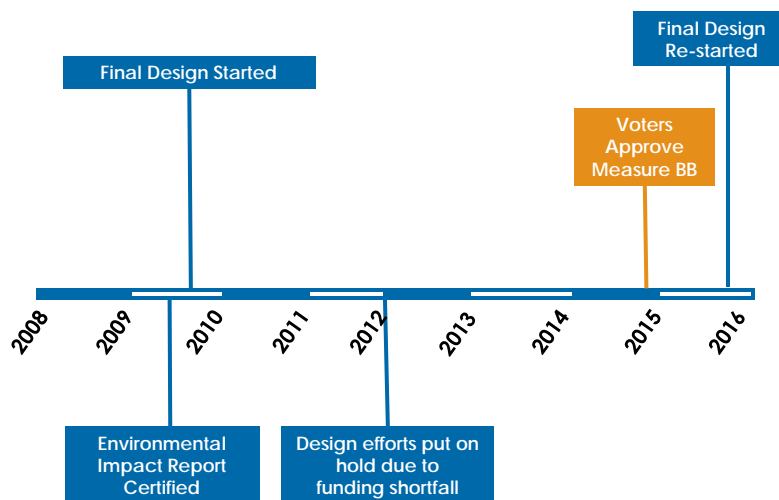 Final Design
Re-started
Final Design Started
Voters
Approve
Measure BB
2008
2009
2010
2011
2012
2013
2014
2015
2016
Environmental
Impact Report
Certified
Design efforts put on
hold due to
funding shortfall